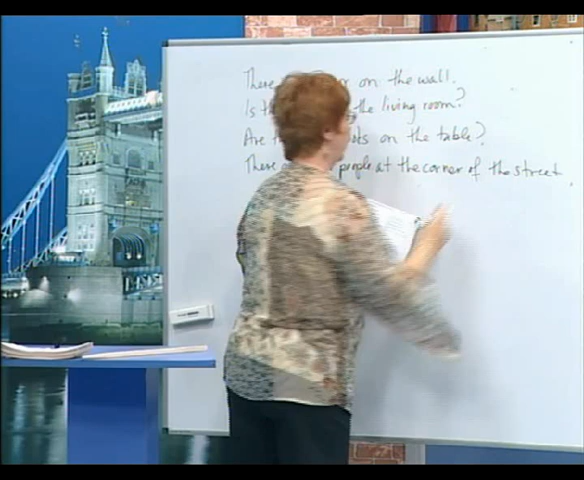 There on the wall.
Is the living room?
Are on the table?
There people at the corner of the street.